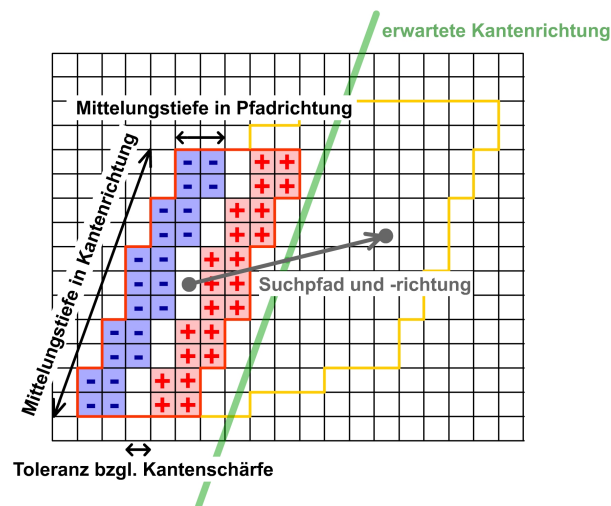 erwartete Kantenrichtung
Mittelungstiefe in Pfadrichtung
Mittelungstiefe in Kantenrichtung
- - + +
- - + +
- - + +
- - + +
- - + +
- - + +
- - + +
- - + +
- - + +
- - + +
- - + +
Suchpfad und -richtung
Toleranz bzgl. Kantenschärfe